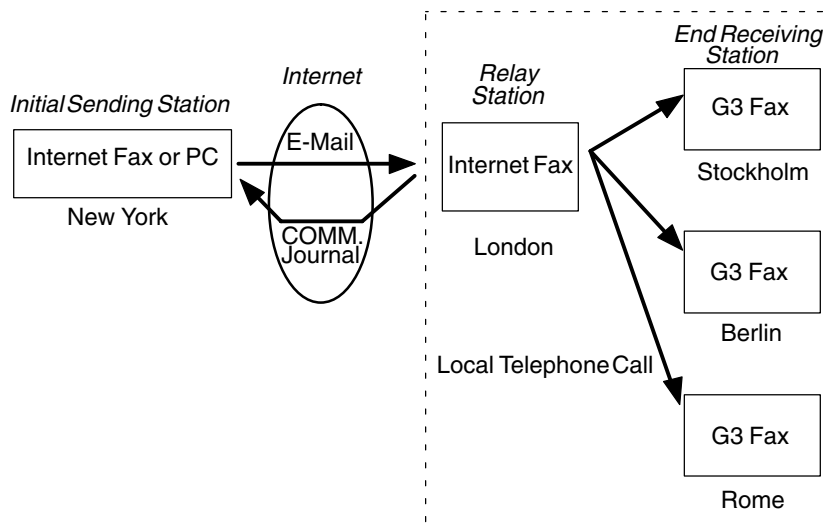 Initial Sending Station
Internet Fax or PC
New York
Internet
E-Mail
COMM.
Journal
Relay
Station
Internet Fax
London
Local Telephone Call
End Receiving
Station
G3 Fax
Stockholm
G3 Fax
Berlin
G3 Fax
Rome